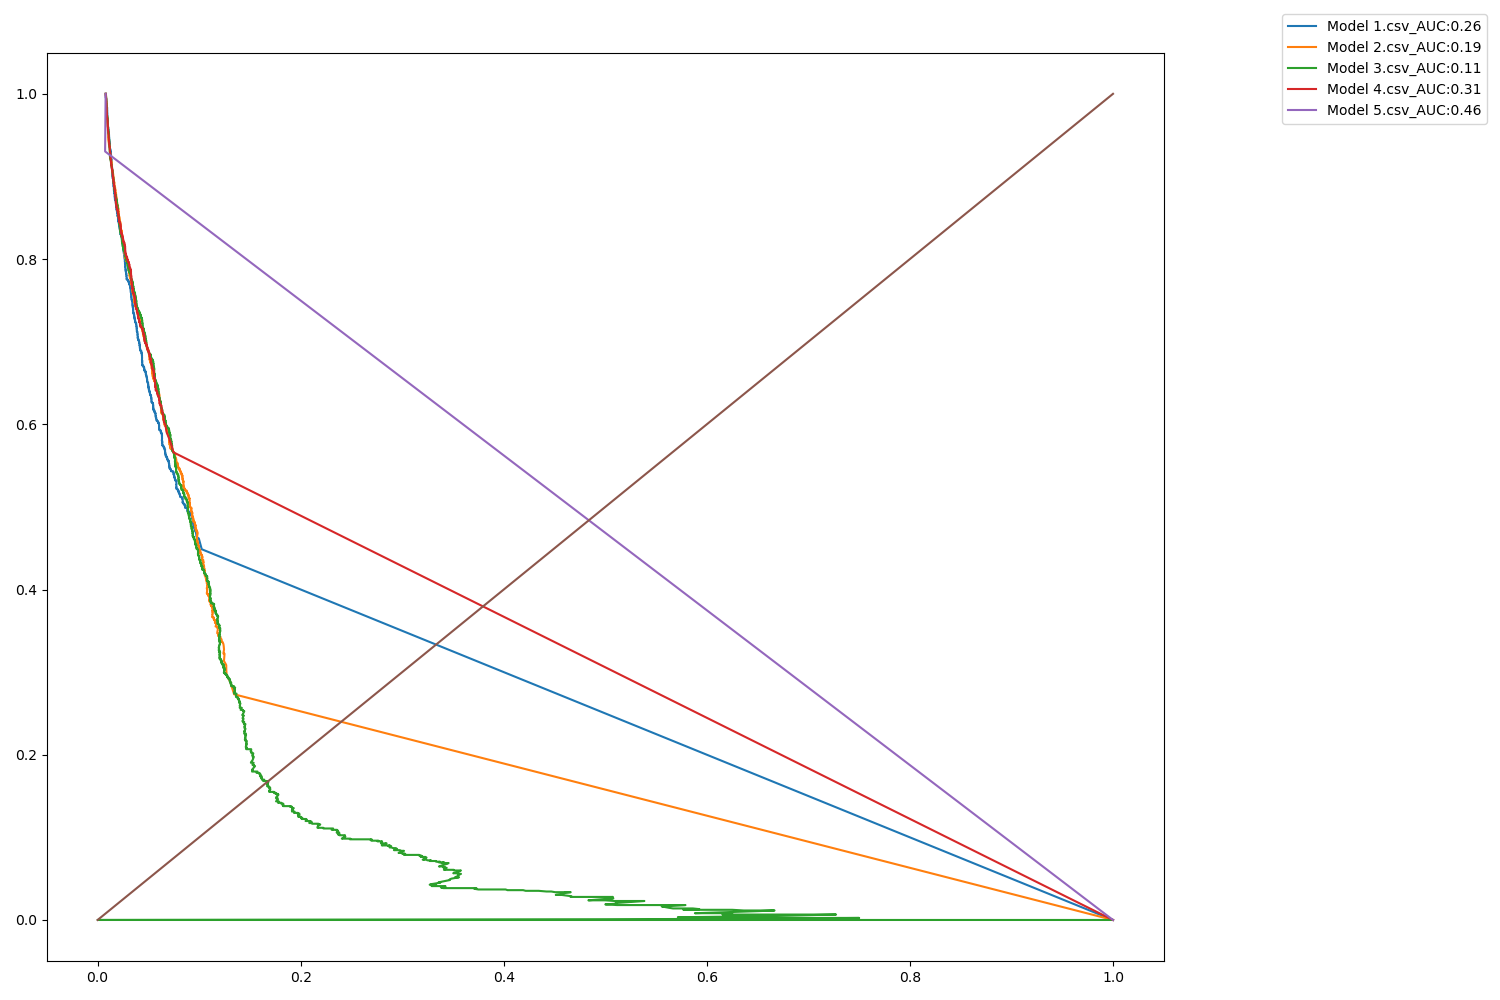 Model 1.csv_AUC:0.26
Model 2.csv_AUC:0.19
Model 3.csv_AUC:0.11
Model 4.csv_AUC:0.31
Model 5.csv_AUC:0.46
1.0
0.8
0.6
0.4
0.2
0.0
0.0 0.2 0.4 0.6 0.8 1.0